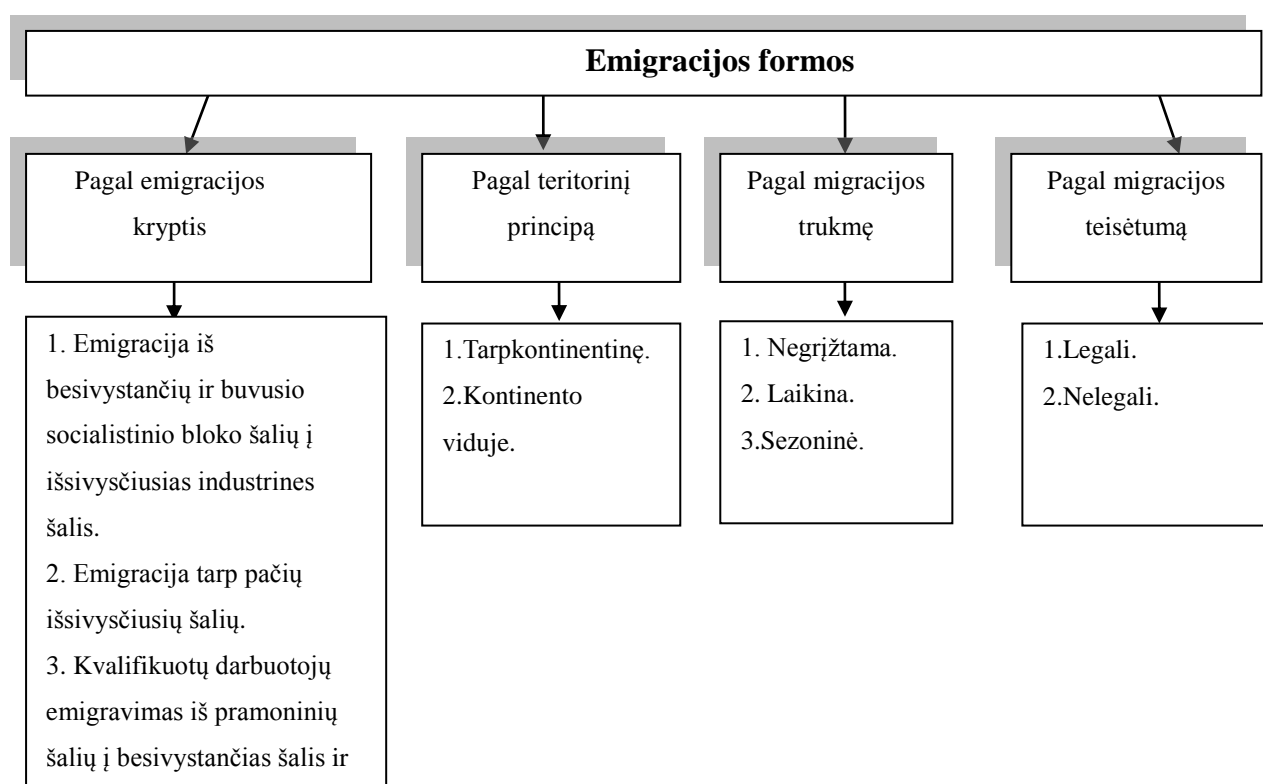 Emigracijos formos
Pagal emigracijos
kryptis
Pagal teritorinį
principą
Pagal migracijos
trukmę
Pagal migracijos
teisėtumą
1. Emigracija iš
besivystančių ir buvusio
socialistinio bloko šalių į
išsivysčiusias industrines
šalis.
2. Emigracija tarp pačių
išsivysčiusių šalių.
3. Kvalifikuotų darbuotojų
emigravimas iš pramoninių
šalių į besivystančias šalis ir
1.Tarpkontinentinę.
2.Kontinento
viduje.
1. Negrįžtama.
2. Laikina.
3.Sezoninė.
1.Legali.
2.Nelegali.